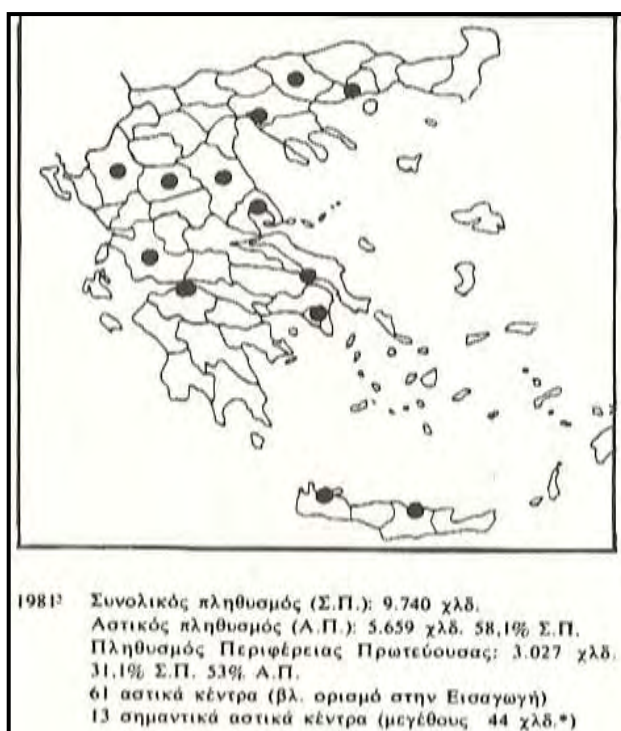 1981³ Συνολικός πληθυσμός (Σ.Π.): 9.740 χλδ.
Αστικός πληθυσμός (Α.Π.): 5.659 χλδ. 58,1% Σ.Π.
Πληθυσμός Περιφέρειας Πρωτεύουσας: 3.027 χλδ.
31,1% Σ.Π. 53% Α.Π.
61 αστικά κέντρα (βλ. ορισμό στην Εισαγωγή)
13 σημαντικά αστικά κέντρα (μεγέθους 44 χλδ.*)